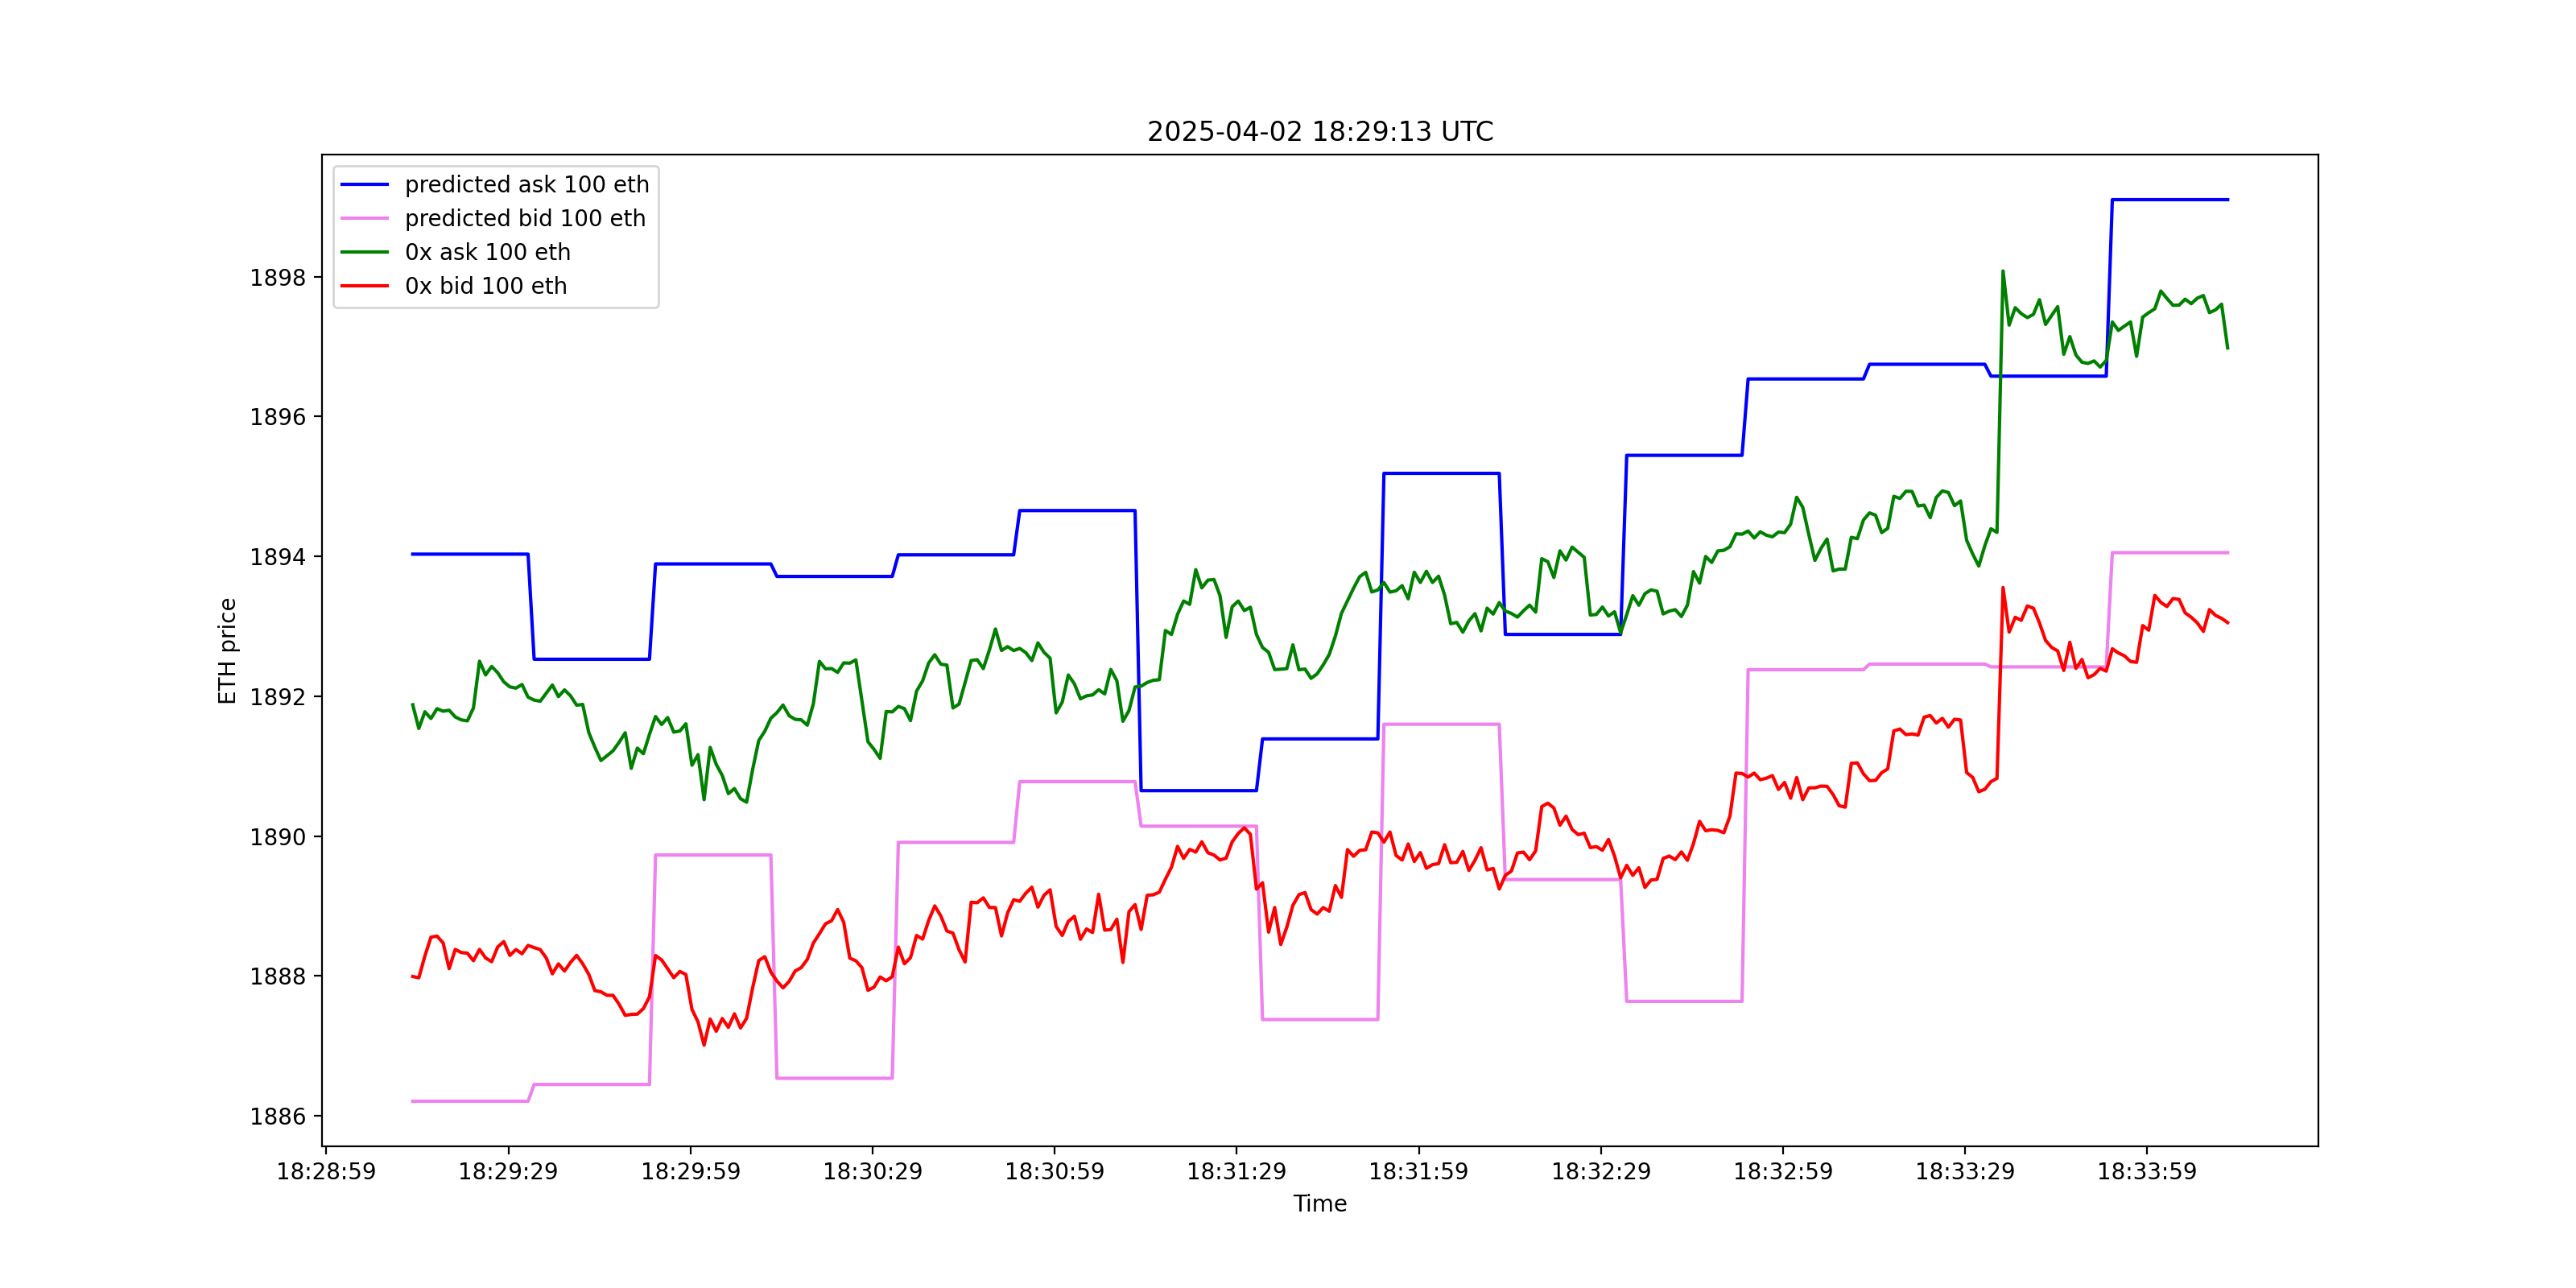 2025-04-02 18:29:13 UTC
predicted ask 100 eth
predicted bid 100 eth
0x ask 100 eth
0x bid 100 eth
ETH price
1898
1896
1894
1892
1890
1888
1886
18:28:59 18:29:29 18:29:59 18:30:29 18:30:59 18:31:29 18:31:59 18:32:29 18:32:59 18:33:29 18:33:59
Time